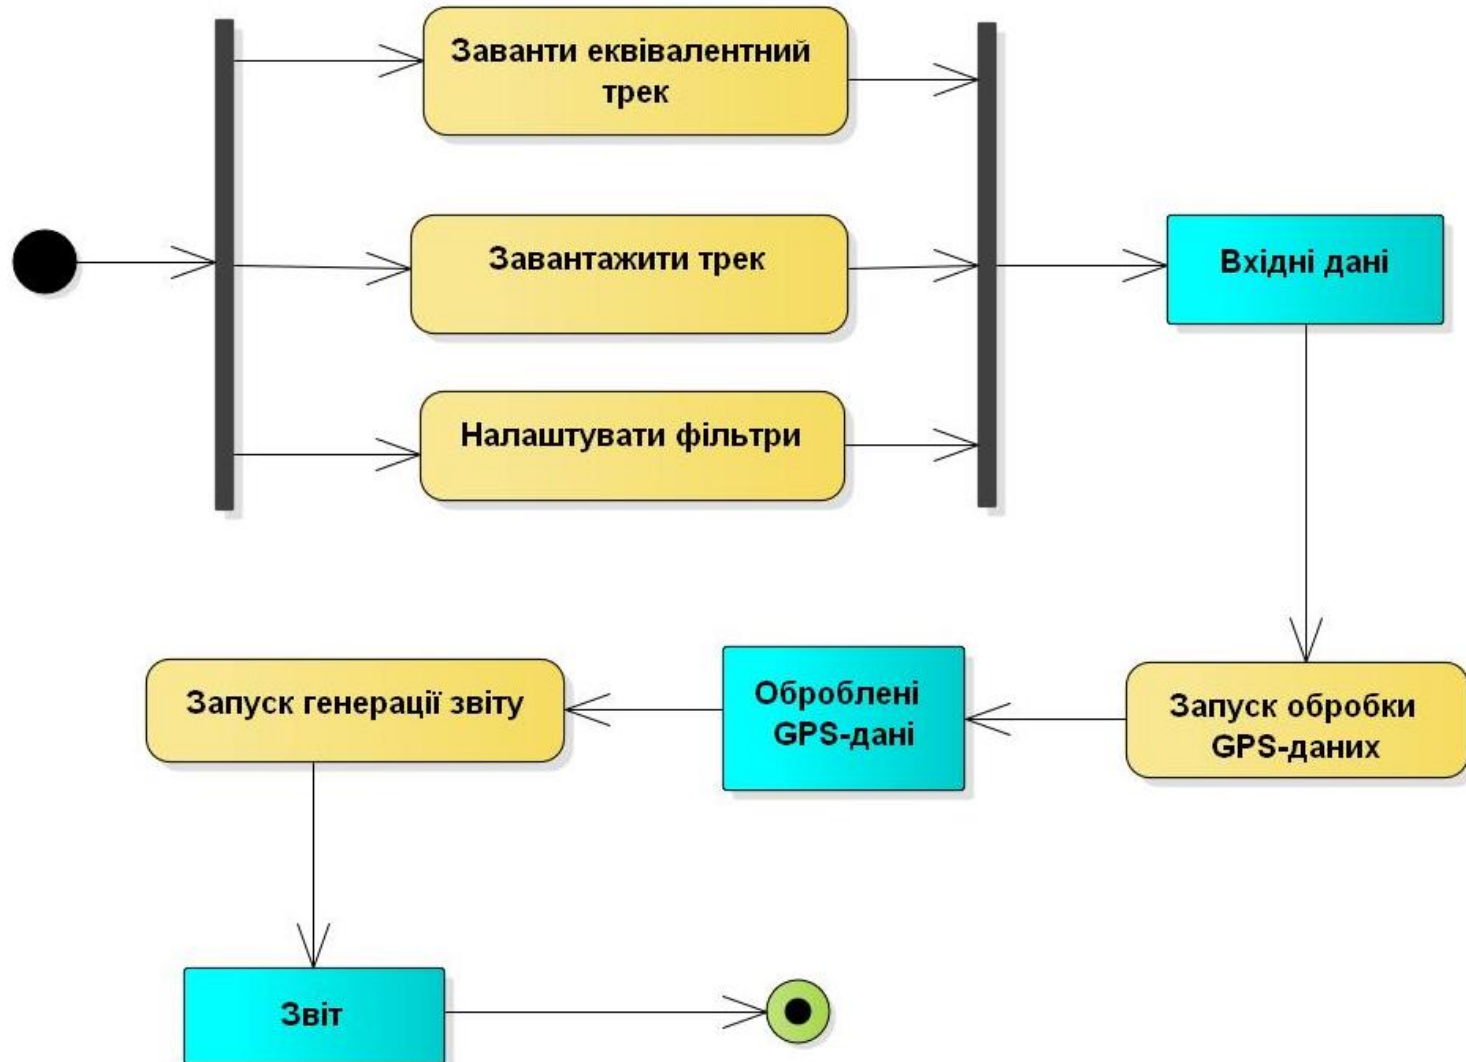 Заванти еквівалентний
трек
Завантажити трек
Вхідні дані
Налаштувати фільтри
Запуск генерації звіту
Оброблені
GPS-дані
Запуск обробки
GPS-даних
Звіт